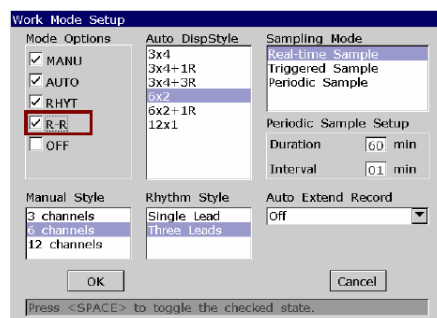 Work Mode Setup
Mode Options
MANU
AUTO
RHYT
R-R
OFF
Auto DispStyle
3x4
3x4+1R
3x4+3R
6x2
6x2+1R
12x1
Sampling Mode
Real-time Sample
Triggered Sample
Periodic Sample
Periodic Sample Setup
Duration 60 min
Interval 01 min
Manual Style
3 channels
6 channels
12 channels
Rhythm Style
Single Lead
Three Leads
Auto Extend Record
Off
OK
Cancel
Press <SPACE> to toggle the checked state.